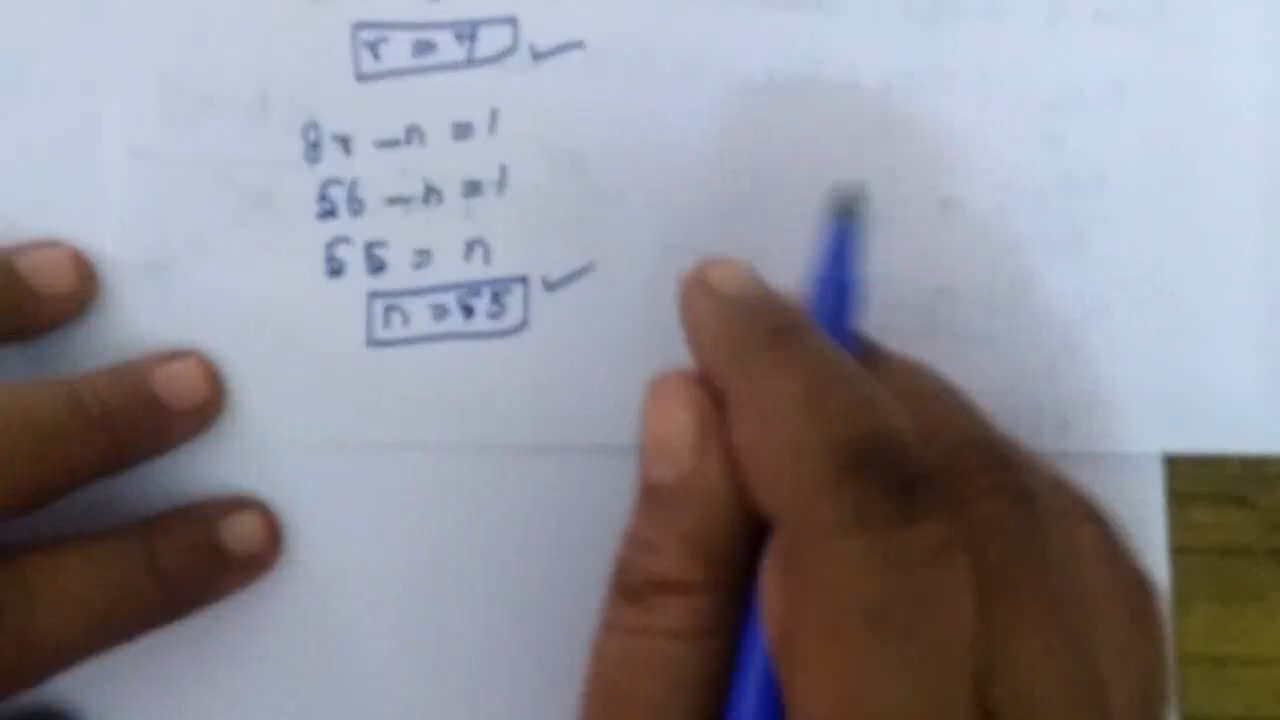 r = 7
8r - n = 1
56 - n = 1
55 = n
n = 55